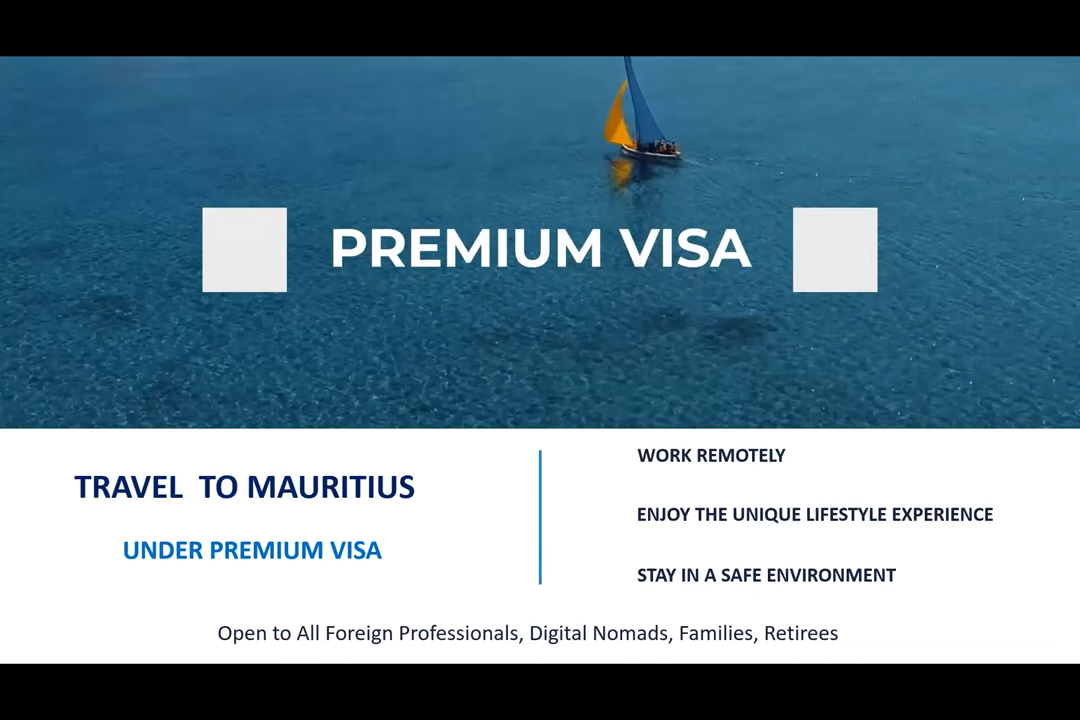 PREMIUM VISA
TRAVEL TO MAURITIUS
UNDER PREMIUM VISA
WORK REMOTELY
ENJOY THE UNIQUE LIFESTYLE EXPERIENCE
STAY IN A SAFE ENVIRONMENT
Open to All Foreign Professionals, Digital Nomads, Families, Retirees